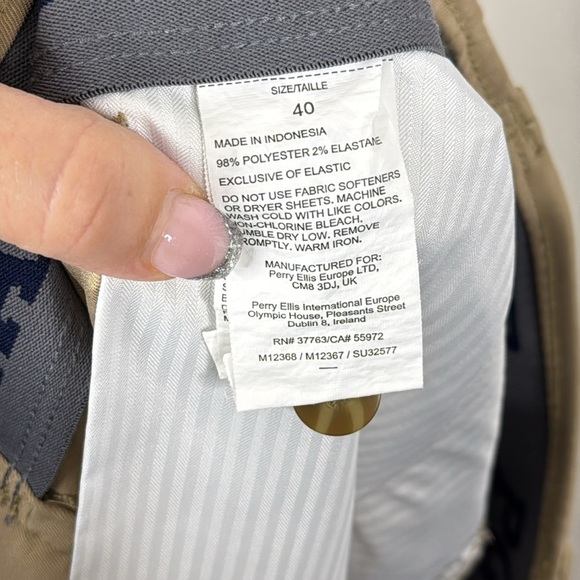 SIZE/TAILLE
40
MADE IN INDONESIA
98% POLYESTER 2% ELASTANE
EXCLUSIVE OF ELASTIC
DO NOT USE FABRIC SOFTENERS
OR DRYER SHEETS. MACHINE
WASH COLD WITH LIKE COLORS.
NON-CHLORINE BLEACH.
TUMBLE DRY LOW. REMOVE
PROMPTLY. WARM IRON.
MANUFACTURED FOR:
Perry Ellis Europe LTD,
CM8 3DJ, UK
Perry Ellis International Europe
Olympic House, Pleasants Street
Dublin 8, Ireland
RN# 37763/CA# 55972
M12368 / M12367 / SU32577